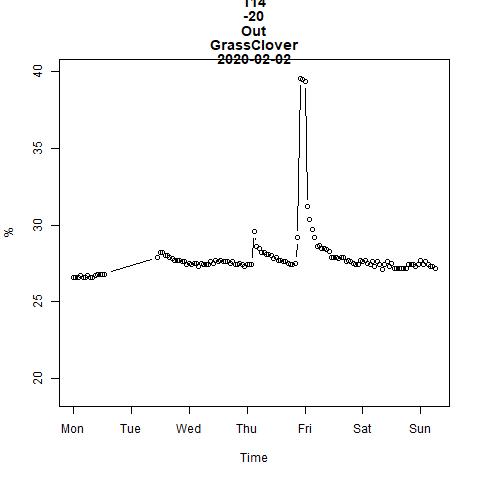 114
-20
Out
GrassClover
2020-02-02
%
40
35
30
25
20
Mon
Tue
Wed
Thu
Fri
Sat
Sun
Time